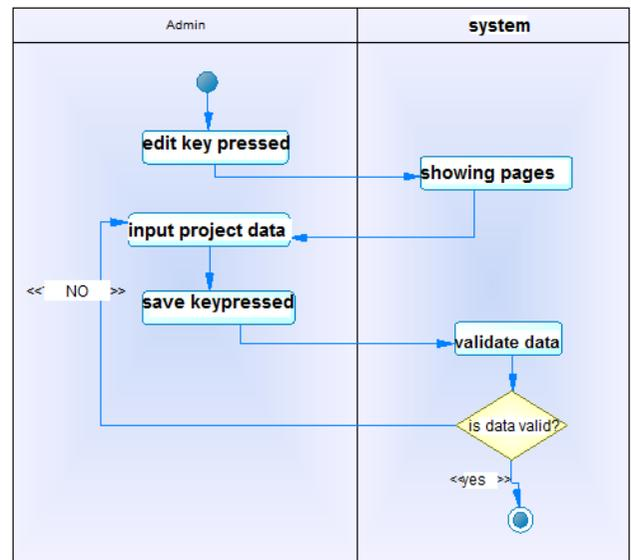 Admin
system
edit key pressed
showing pages
input project data
<< NO >>
save keypressed
validate data
is data valid?
<<yes >>